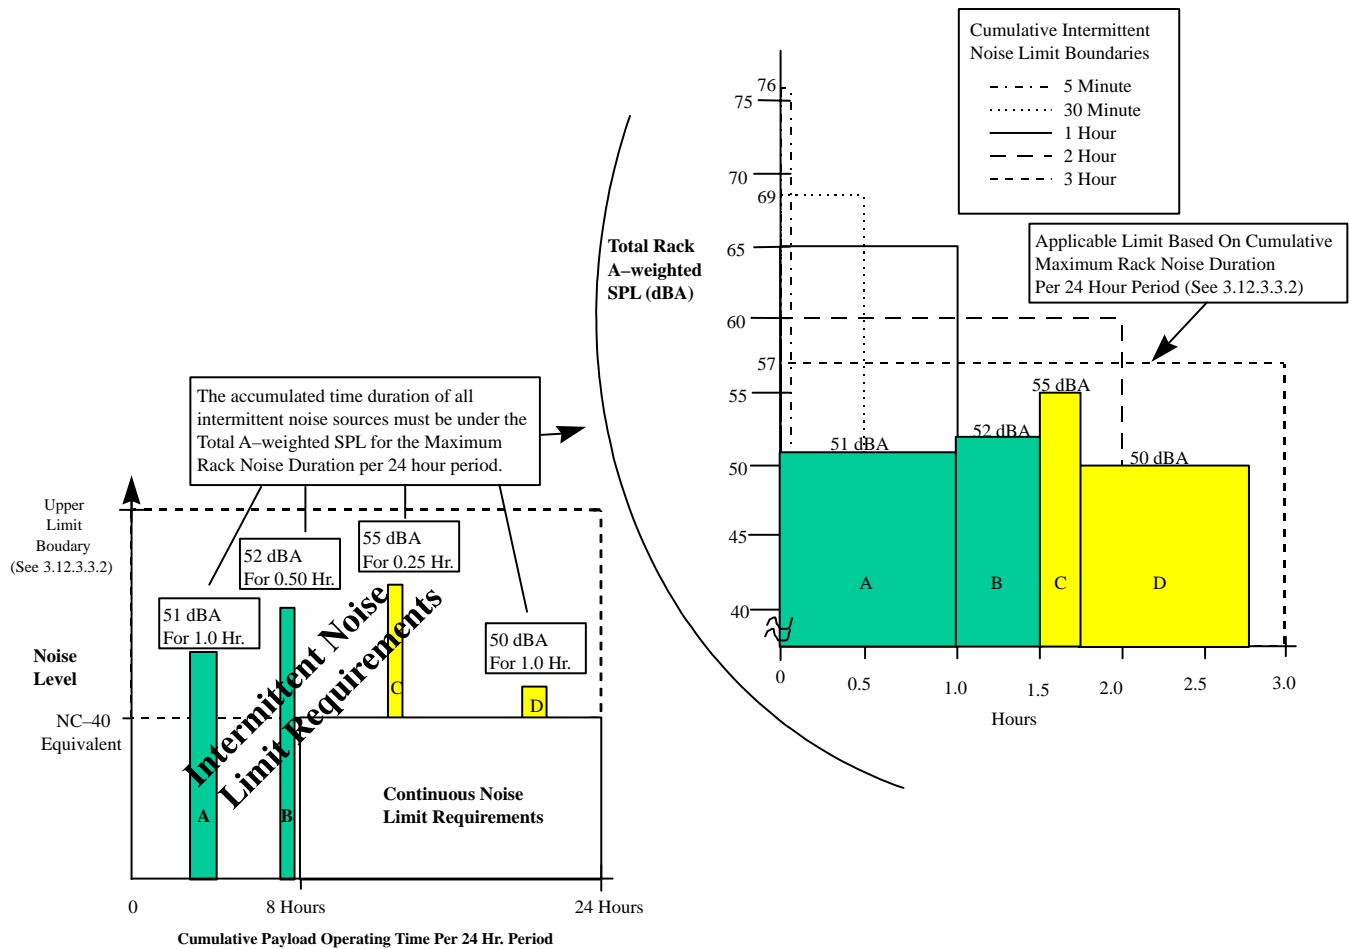 Cumulative Intermittent
Noise Limit Boundaries
5 Minute
30 Minute
1 Hour
2 Hour
3 Hour
76
75
70
69
65
60
57
55
50
45
40
Total Rack
A–weighted
SPL (dBA)
Applicable Limit Based On Cumulative
Maximum Rack Noise Duration
Per 24 Hour Period (See 3.12.3.3.2)
51 dBA
52 dBA
55 dBA
50 dBA
A
B
C
D
0
0.5
1.0
1.5
2.0
2.5
3.0
Hours
The accumulated time duration of all
intermittent noise sources must be under the
Total A–weighted SPL for the Maximum
Rack Noise Duration per 24 hour period.
Upper
Limit
Boudary
(See 3.12.3.3.2)
51 dBA
For 1.0 Hr.
52 dBA
For 0.50 Hr.
55 dBA
For 0.25 Hr.
50 dBA
For 1.0 Hr.
Noise
Level
NC–40
Equivalent
Intermittent Noise
Limit Requirements
A
B
C
D
Continuous Noise
Limit Requirements
0
8 Hours
24 Hours
Cumulative Payload Operating Time Per 24 Hr. Period